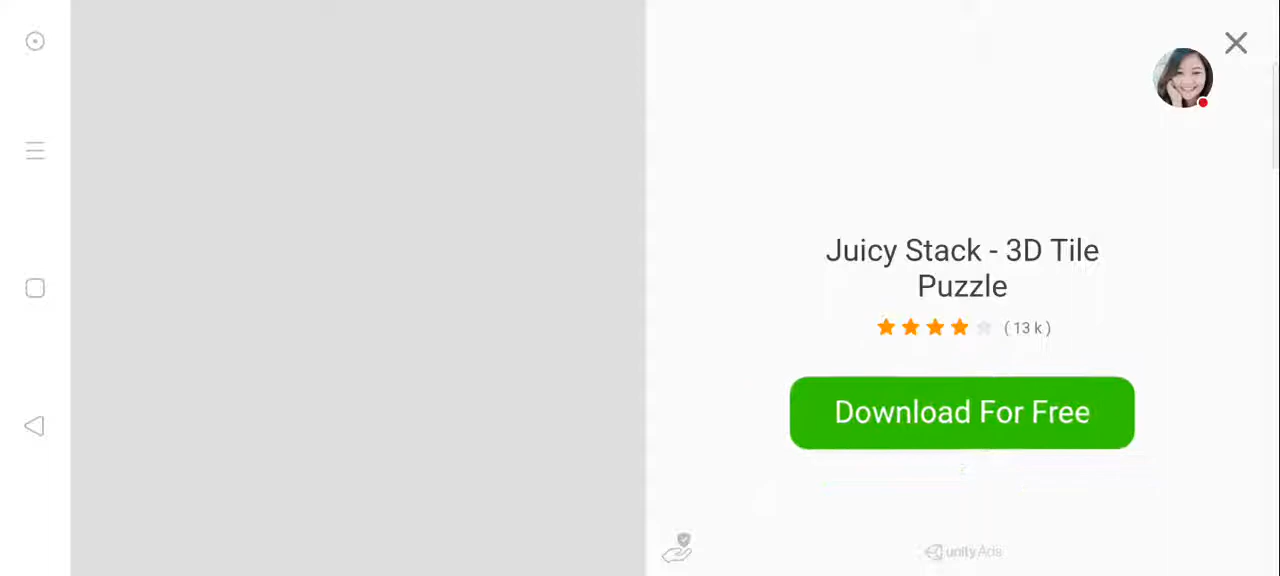 Juicy Stack - 3D Tile
Puzzle
( 13 k )
Download For Free
unity Ads